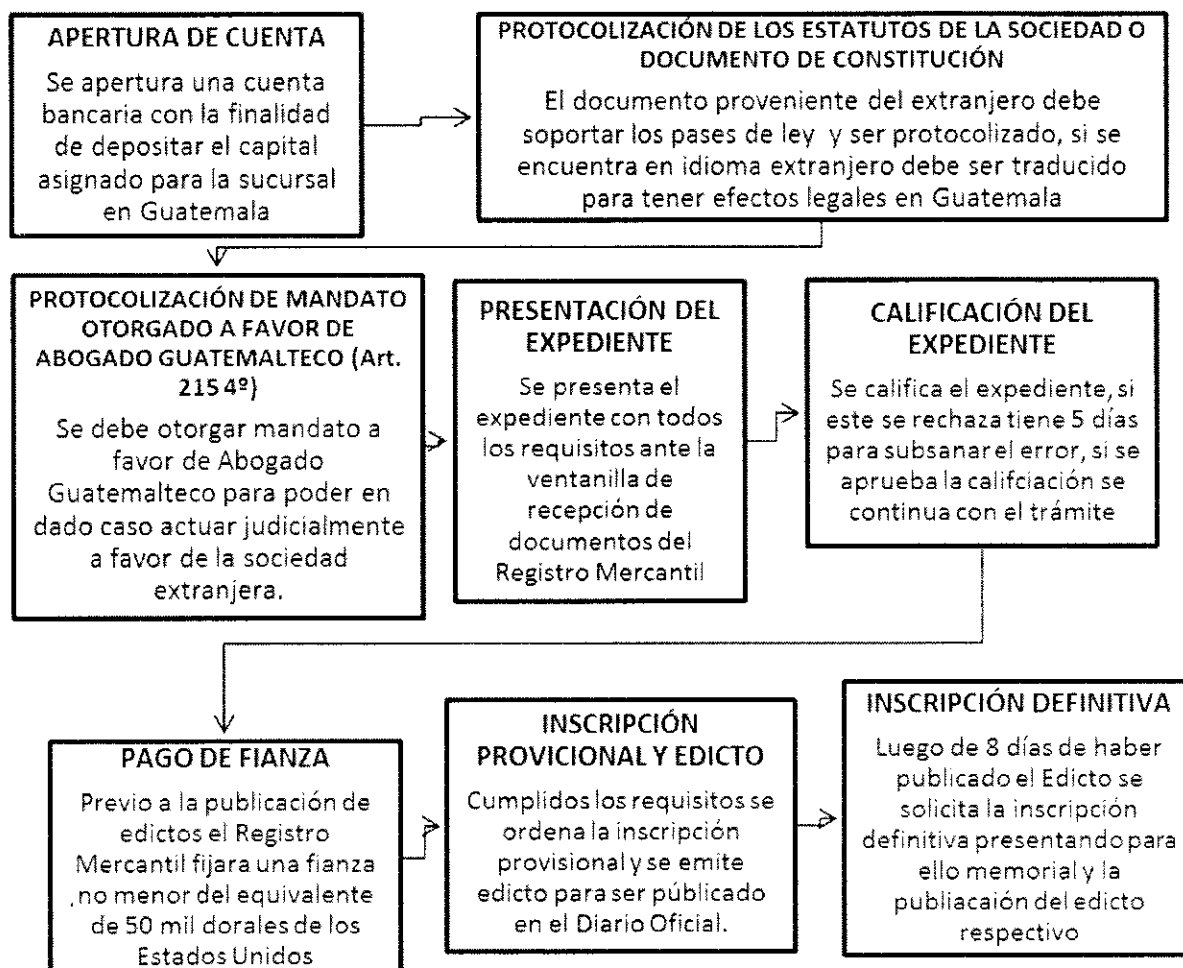 APERTURA DE CUENTA
Se apertura una cuenta
bancaria con la finalidad
de depositar el capital
asignado para la sucursal
en Guatemala
PROTOCOLIZACIÓN DE LOS ESTATUTOS DE LA SOCIEDAD O
DOCUMENTO DE CONSTITUCIÓN
El documento proveniente del extranjero debe
soportar los pases de ley y ser protocolizado, si se
encuentra en idioma extranjero debe ser traducido
para tener efectos legales en Guatemala
PROTOCOLIZACIÓN DE MANDATO
OTORGADO A FAVOR DE
ABOGADO GUATEMALTECO (Art.
215 4º)
Se debe otorgar mandato a
favor de Abogado
Guatemalteco para poder en
dado caso actuar judicialmente
a favor de la sociedad
extranjera.
PRESENTACIÓN DEL
EXPEDIENTE
Se presenta el
expediente con todos
los requisitos ante la
ventanilla de
recepción de
documentos del
Registro Mercantil
CALIFICACIÓN DEL
EXPEDIENTE
Se califica el expediente, si
este se rechaza tiene 5 días
para subsanar el error, si se
aprueba la califciación se
continua con el trámite
PAGO DE FIANZA
Previo a la publicación de
edictos el Registro
Mercantil fijara una fianza
no menor del equivalente
de 50 mil dorales de los
Estados Unidos
INSCRIPCIÓN
PROVICIONAL Y EDICTO
Cumplidos los requisitos se
ordena la inscripción
provisional y se emite
edicto para ser públicado
en el Diario Oficial.
INSCRIPCIÓN DEFINITIVA
Luego de 8 días de haber
publicado el Edicto se
solicita la inscripción
definitiva presentando para
ello memorial y la
publiacaión del edicto
respectivo